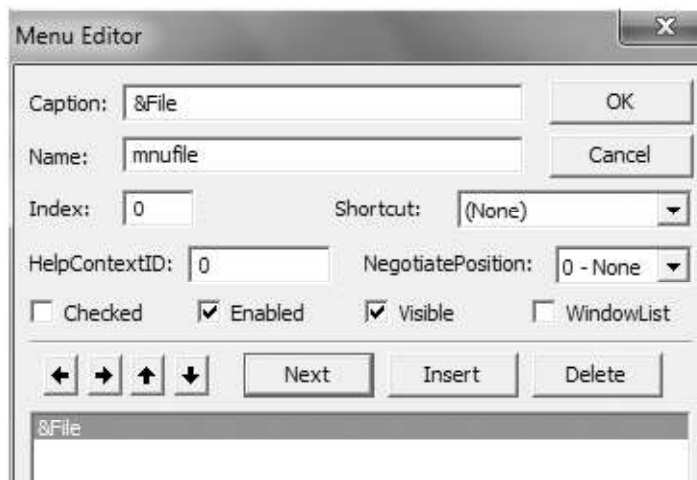 Menu Editor
Caption: &File OK
Name: mnufile Cancel
Index: 0 Shortcut: (None)
HelpContextID: 0 NegotiatePosition: 0 - None
Checked Enabled Visible WindowList
Next Insert Delete
&File